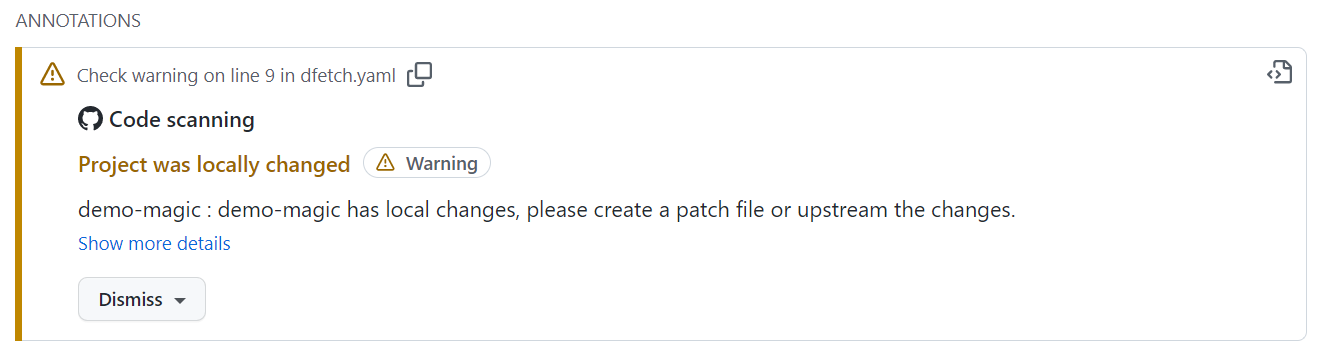 ANNOTATIONS
Check warning on line 9 in dfetch.yaml
Code scanning
Project was locally changed Warning
demo-magic : demo-magic has local changes, please create a patch file or upstream the changes.
Show more details
Dismiss